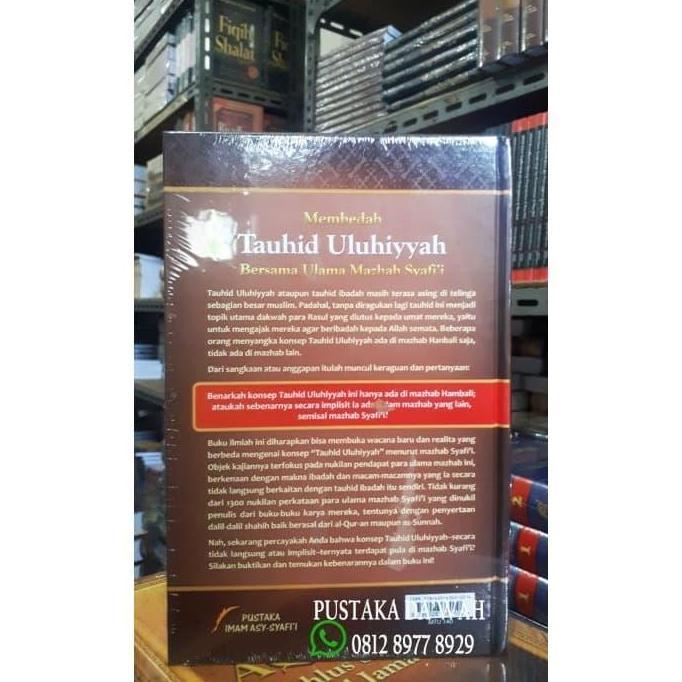 Fiqih
Shalat
Membedah
Tauhid Uluhiyyah
Bersama Ulama Mazhab Syafi'i
Tauhid Uluhiyyah ataupun tauhid ibadah masih terasa asing di telinga
sebagian besar muslim. Padahal, tanpa diragukan lagi tauhid ini menjadi
topik utama dakwah para Rasul yang diutus kepada umat mereka, yaitu
untuk mengajak mereka agar beribadah kepada Allah semata. Beberapa
orang menyangka konsep Tauhid Uluhiyyah ada di mazhab Hanbali saja,
tidak ada di mazhab lain.
Dari sangkaan atau anggapan itulah muncul keraguan dan pertanyaan:
Benarkah konsep Tauhid Uluhiyyah ini hanya ada di mazhab Hambali;
ataukah sebenarnya secara implisit ia ada dalam mazhab yang lain,
semisal mazhab Syafi'i?
Buku ilmiah ini diharapkan bisa membuka wacana baru dan realita yang
berbeda mengenai konsep "Tauhid Uluhiyyah" menurut mazhab Syafi'i.
Objek kajiannya terfokus pada nukilan pendapat para ulama mazhab ini,
berkenaan dengan makna ibadah dan macam-macamnya yang ia secara
tidak langsung berkaitan dengan tauhid ibadah itu sendiri. Tidak kurang
dari 1300 nukilan perkataan para ulama mazhab Syafi'i yang dinukil
penulis dari buku-buku karya mereka, tentunya dengan penyertaan
dalil-dalil shahih baik berasal dari al-Qur-an maupun as-Sunnah.
Nah, sekarang percayakah Anda bahwa konsep Tauhid Uluhiyyah–secara
tidak langsung atau implisit–ternyata terdapat pula di mazhab Syafi'i?
Silakan buktikan dan temukan kebenarannya dalam buku ini!
PUSTAKA
IMAM ASY-SYAFI'I
PUSTAKA DAKWAH
0812 8977 8929